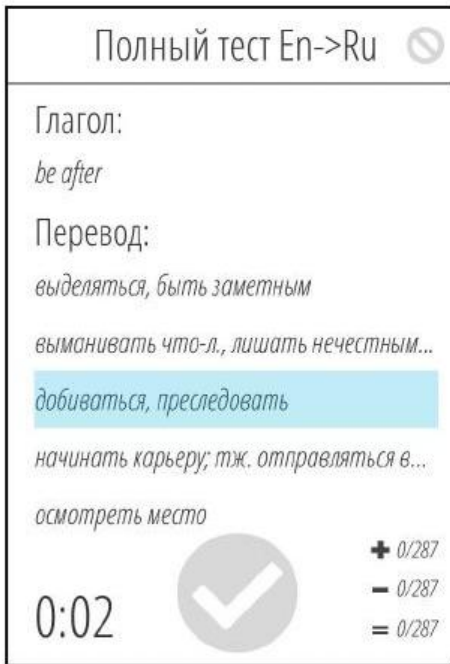 Полный тест En->Ru
Глагол:
be after
Перевод:
выделяться, быть заметным
выманивать что-л., лишать нечестным...
добиваться, преследовать
начинать карьеру; тж. отправляться в...
осмотреть место
+ 0/287
- 0/287
= 0/287
0:02